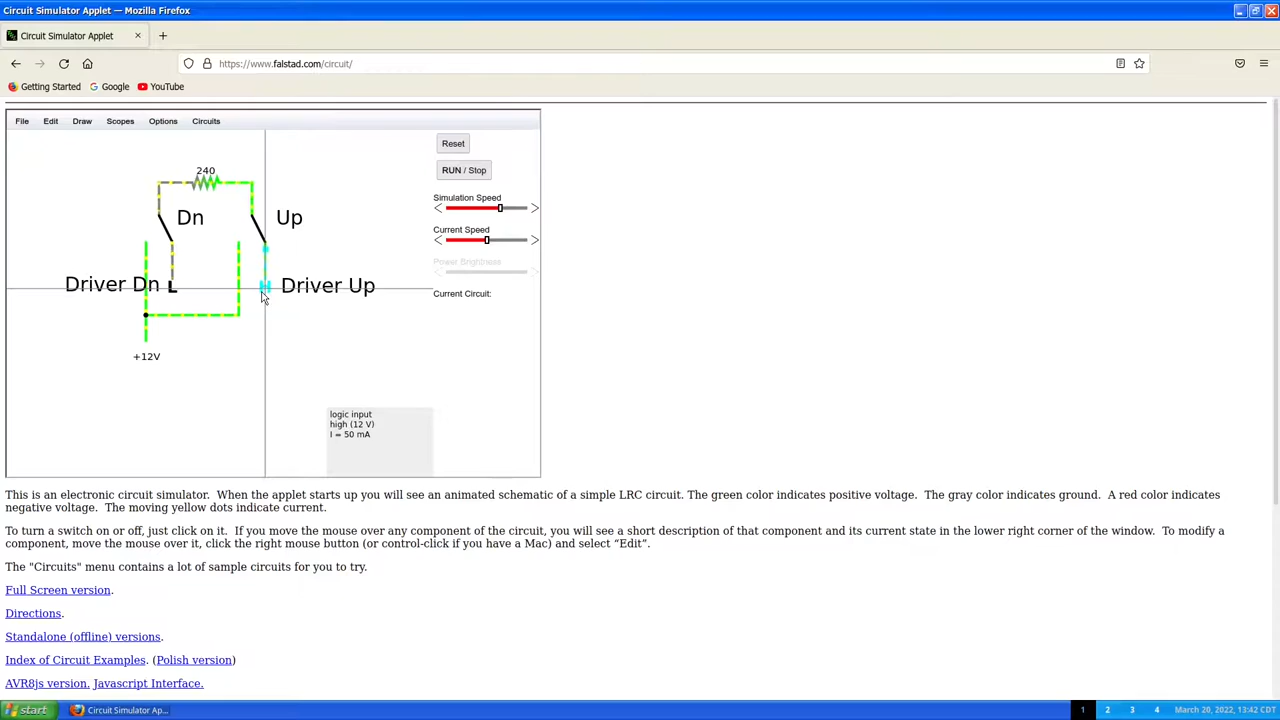 Circuit Simulator Applet — Mozilla Firefox
Circuit Simulator Applet
https://www.falstad.com/circuit/
Getting Started Google YouTube
File Edit Draw Scopes Options Circuits
Reset
RUN / Stop
Simulation Speed
Current Speed
Power Brightness
Current Circuit:
240
Dn Up
Driver Dn L H Driver Up
+12V
logic input
high (12 V)
I = 50 mA
This is an electronic circuit simulator.  When the applet starts up you will see an animated schematic of a simple LRC circuit. The green color indicates positive voltage.  The gray color indicates ground.  A red color indicates
negative voltage.  The moving yellow dots indicate current.
To turn a switch on or off, just click on it.  If you move the mouse over any component of the circuit, you will see a short description of that component and its current state in the lower right corner of the window.  To modify a
component, move the mouse over it, click the right mouse button (or control-click if you have a Mac) and select “Edit”.
The "Circuits" menu contains a lot of sample circuits for you to try.
Full Screen version.
Directions.
Standalone (offline) versions.
Index of Circuit Examples. (Polish version)
AVR8js version. Javascript Interface.
start Circuit Simulator Ap... 1 2 3 4 March 20, 2022, 13:42 CDT